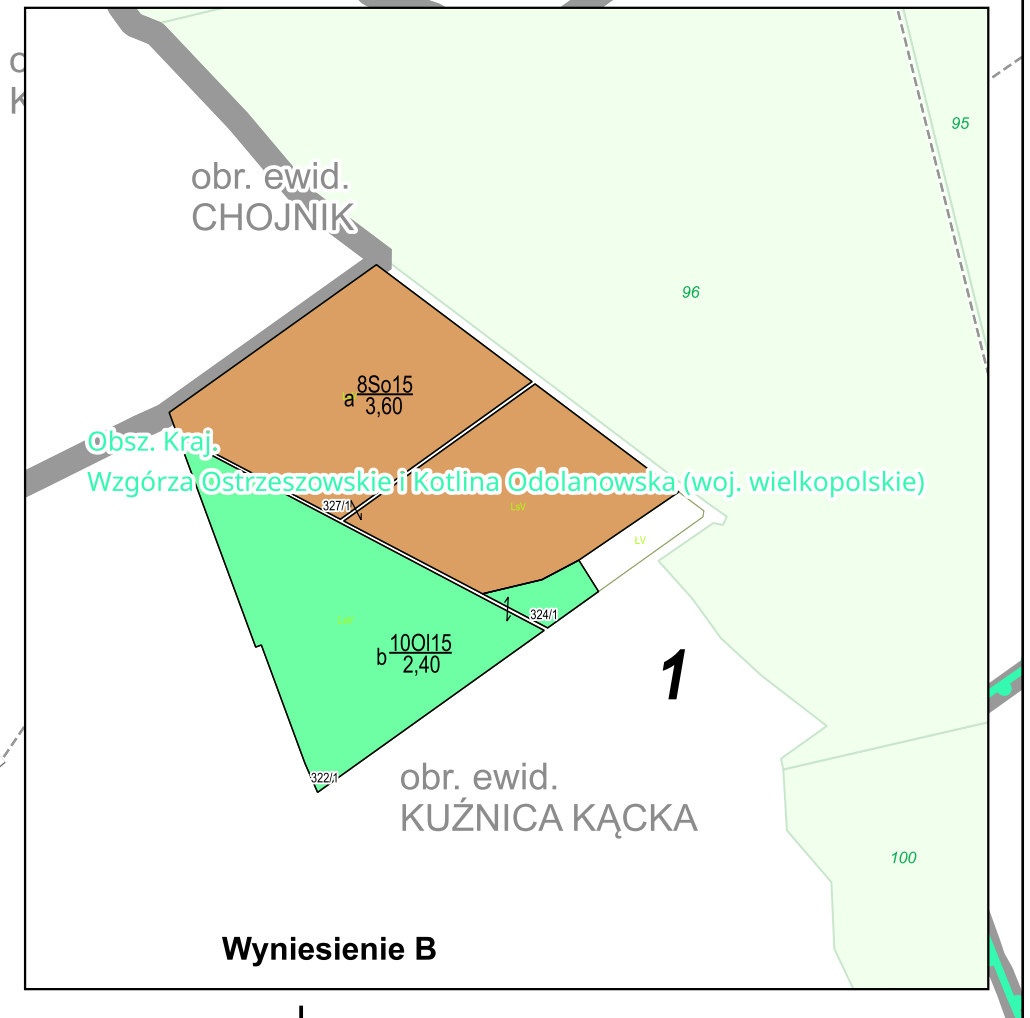 95
obr. ewid.
CHOJNIK
96
a 8So15
3,60
Obsz. Kraj.
Wzgórza Ostrzeszowskie i Kotlina Odolanowska (woj. wielkopolskie)
327/1
LsV
LV
324/1
b 10Ol15
2,40
1
322/1
obr. ewid.
KUŹNICA KĄCKA
100
Wyniesienie B